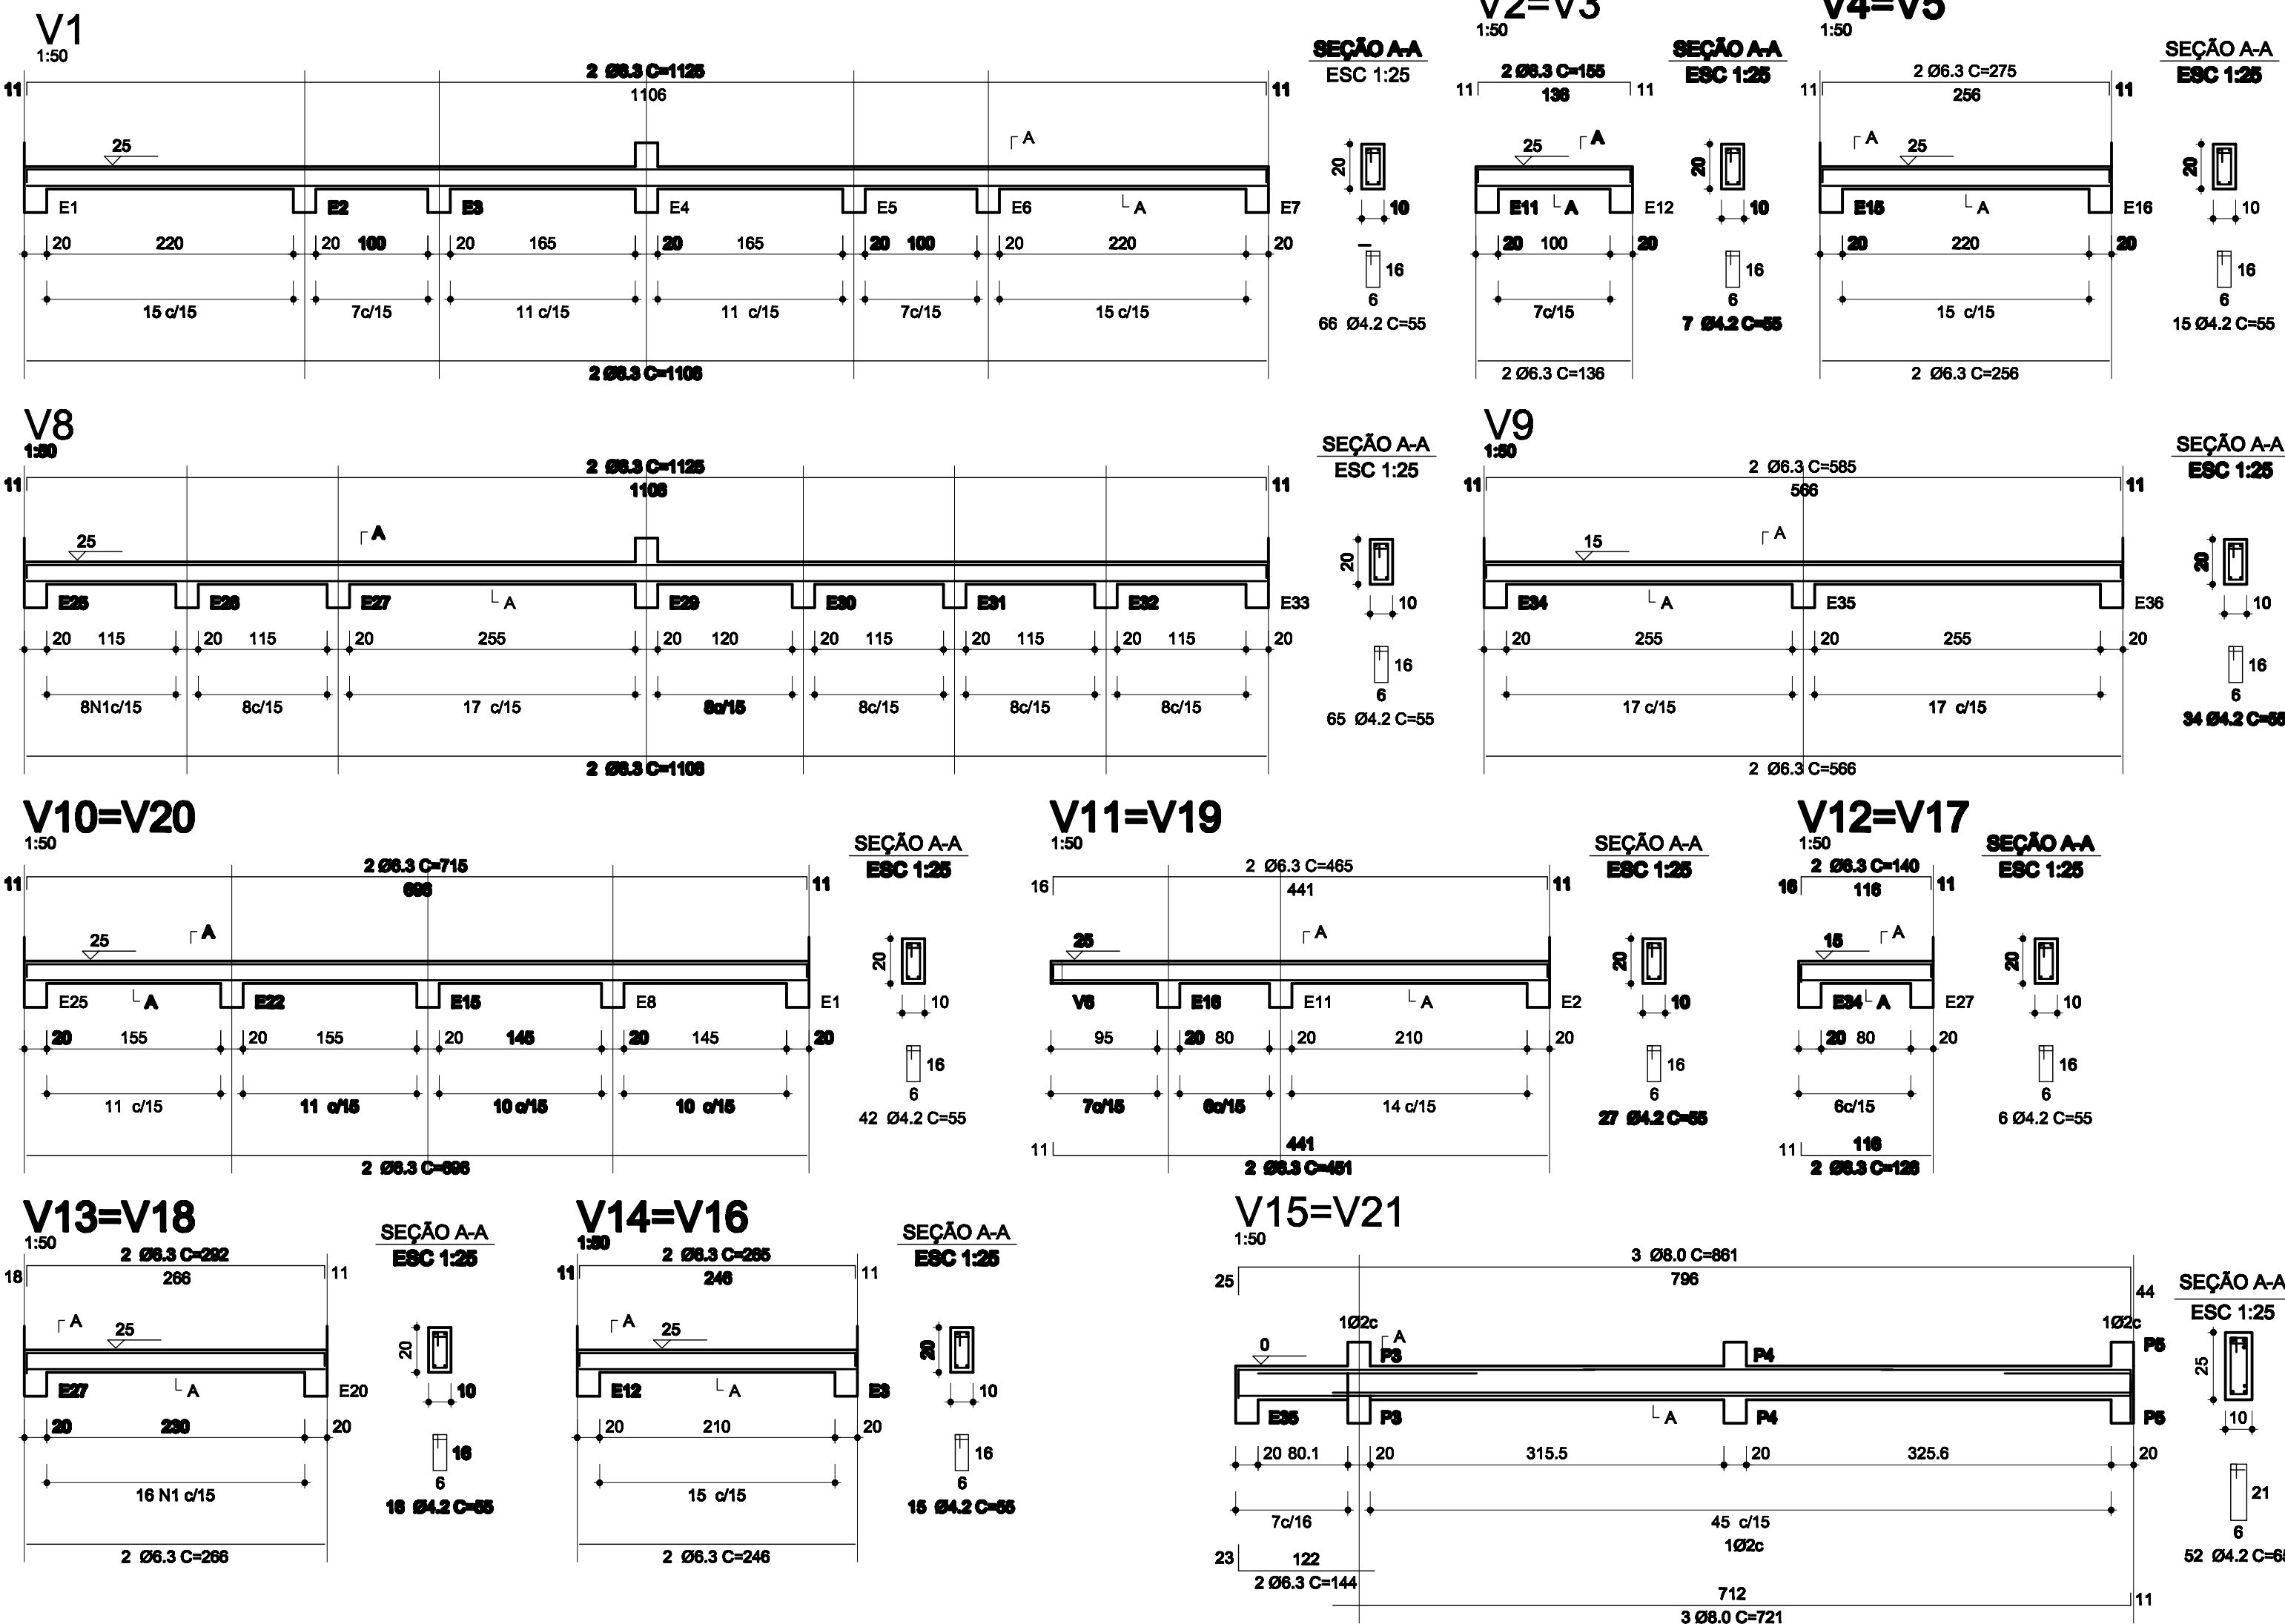 V1
1:50
2 Ø6.3 C=1125
11 1106 11
25
A
E1 E2 E3 E4 E5 E6 A E7
20 220 20 100 20 165 20 165 20 100 20 220 20
15 c/15 7c/15 11 c/15 11 c/15 7c/15 15 c/15
2 Ø6.3 C=1106
SEÇÃO A-A
ESC 1:25
20
10
16
6
66 Ø4.2 C=55
V2=V3
1:50
2 Ø6.3 C=155
11 136 11
25
A
E11 A E12
20 100 20
7c/15
2 Ø6.3 C=136
SEÇÃO A-A
ESC 1:25
20
10
16
6
7 Ø4.2 C=55
V4=V5
1:50
2 Ø6.3 C=275
11 256 11
A
25
E15 A E16
20 220 20
15 c/15
2 Ø6.3 C=256
SEÇÃO A-A
ESC 1:25
20
10
16
6
15 Ø4.2 C=55
V8
1:50
2 Ø6.3 C=1125
11 1106 11
25
A
E25 E26 E27 A E29 E30 E31 E32 E33
20 115 20 115 20 255 20 120 20 115 20 115 20 115 20
8N1c/15 8c/15 17 c/15 8c/15 8c/15 8c/15 8c/15
2 Ø6.3 C=1106
SEÇÃO A-A
ESC 1:25
20
10
16
6
65 Ø4.2 C=55
V9
1:50
2 Ø6.3 C=585
11 566 11
15
A
E34 A E35 E36
20 255 20 255 20
17 c/15 17 c/15
2 Ø6.3 C=566
SEÇÃO A-A
ESC 1:25
20
10
16
6
34 Ø4.2 C=55
V10=V20
1:50
2 Ø6.3 C=715
11 696 11
25
A
E25 A E22 E15 E8 E1
20 155 20 155 20 145 20 145 20
11 c/15 11 c/15 10 c/15 10 c/15
2 Ø6.3 C=696
SEÇÃO A-A
ESC 1:25
20
10
16
6
42 Ø4.2 C=55
V11=V19
1:50
2 Ø6.3 C=465
16 441 11
25
A
V6 E16 E11 A E2
95 20 80 20 210 20
7c/15 6c/15 14 c/15
11 441
2 Ø6.3 C=451
SEÇÃO A-A
ESC 1:25
20
10
16
6
27 Ø4.2 C=55
V12=V17
1:50
2 Ø6.3 C=140
16 116 11
15
A
E34 A E27
20 80 20
6c/15
11 116
2 Ø6.3 C=126
SEÇÃO A-A
ESC 1:25
20
10
16
6
6 Ø4.2 C=55
V13=V18
1:50
2 Ø6.3 C=292
18 266 11
A
25
E27 A E20
20 230 20
16 N1 c/15
2 Ø6.3 C=266
SEÇÃO A-A
ESC 1:25
20
10
16
6
16 Ø4.2 C=55
V14=V16
1:50
2 Ø6.3 C=265
11 246 11
A
25
E12 A E3
20 210 20
15 c/15
2 Ø6.3 C=246
SEÇÃO A-A
ESC 1:25
20
10
16
6
15 Ø4.2 C=55
V15=V21
1:50
3 Ø8.0 C=861
25 796 44
1Ø2c 1Ø2c
0 A
P3 P4 P5
E35 P3 A P4 P5
20 80.1 20 315.5 20 325.6 20
7c/16 45 c/15
1Ø2c
23 122
2 Ø6.3 C=144
712 11
3 Ø8.0 C=721
SEÇÃO A-A
ESC 1:25
25
10
21
6
52 Ø4.2 C=65